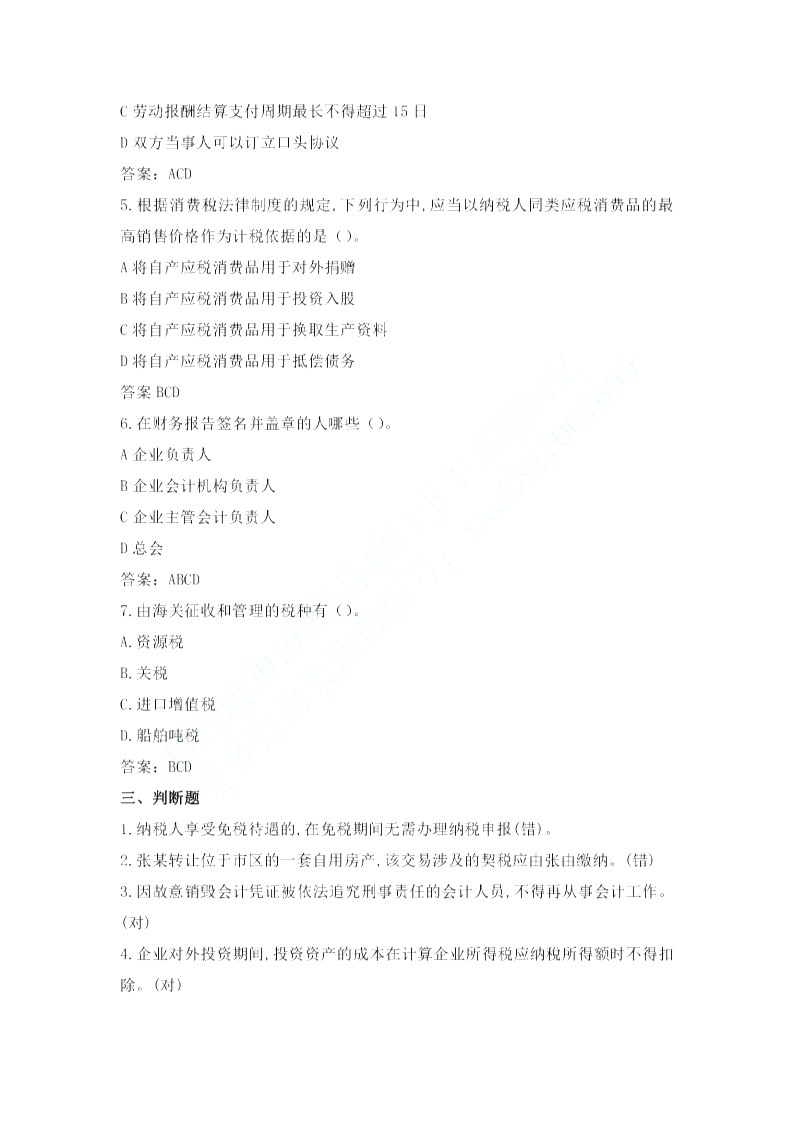 C 劳动报酬结算支付周期最长不得超过 15 日
D 双方当事人可以订立口头协议
答案：ACD
5.根据消费税法律制度的规定,下列行为中,应当以纳税人同类应税消费品的最
高销售价格作为计税依据的是（）。
A 将自产应税消费品用于对外捐赠
B 将自产应税消费品用于投资入股
C 将自产应税消费品用于换取生产资料
D 将自产应税消费品用于抵偿债务
答案 BCD
6.在财务报告签名并盖章的人哪些（）。
A 企业负责人
B 企业会计机构负责人
C 企业主管会计负责人
D 总会
答案：ABCD
7.由海关征收和管理的税种有（）。
A.资源税
B.关税
C.进口增值税
D.船舶吨税
答案：BCD
三、判断题
1.纳税人享受免税待遇的,在免税期间无需办理纳税申报(错)。
2.张某转让位于市区的一套自用房产,该交易涉及的契税应由张由缴纳。(错)
3.因故意销毁会计凭证被依法追究刑事责任的会计人员,不得再从事会计工作。
(对)
4.企业对外投资期间,投资资产的成本在计算企业所得税应纳税所得额时不得扣
除。(对)